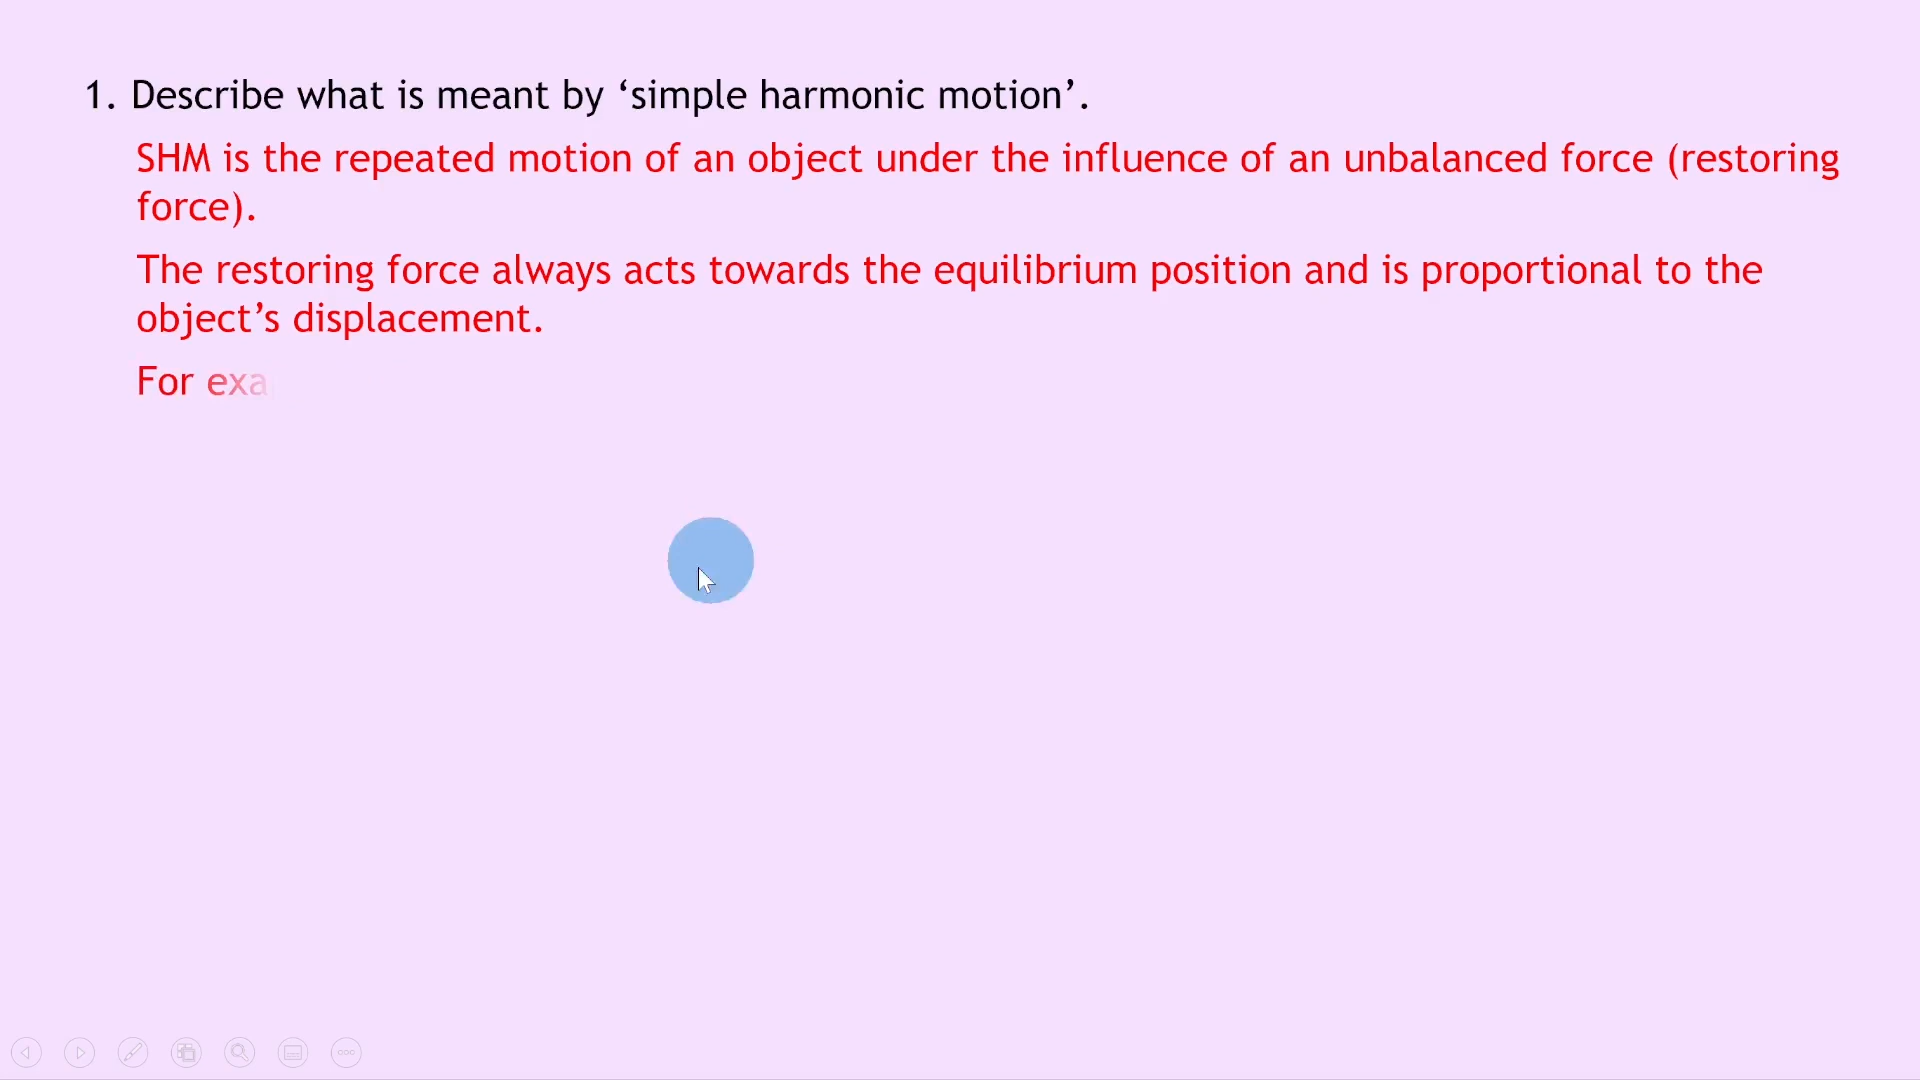 1. Describe what is meant by ‘simple harmonic motion’.
SHM is the repeated motion of an object under the influence of an unbalanced force (restoring
force).
The restoring force always acts towards the equilibrium position and is proportional to the
object’s displacement.
For exa